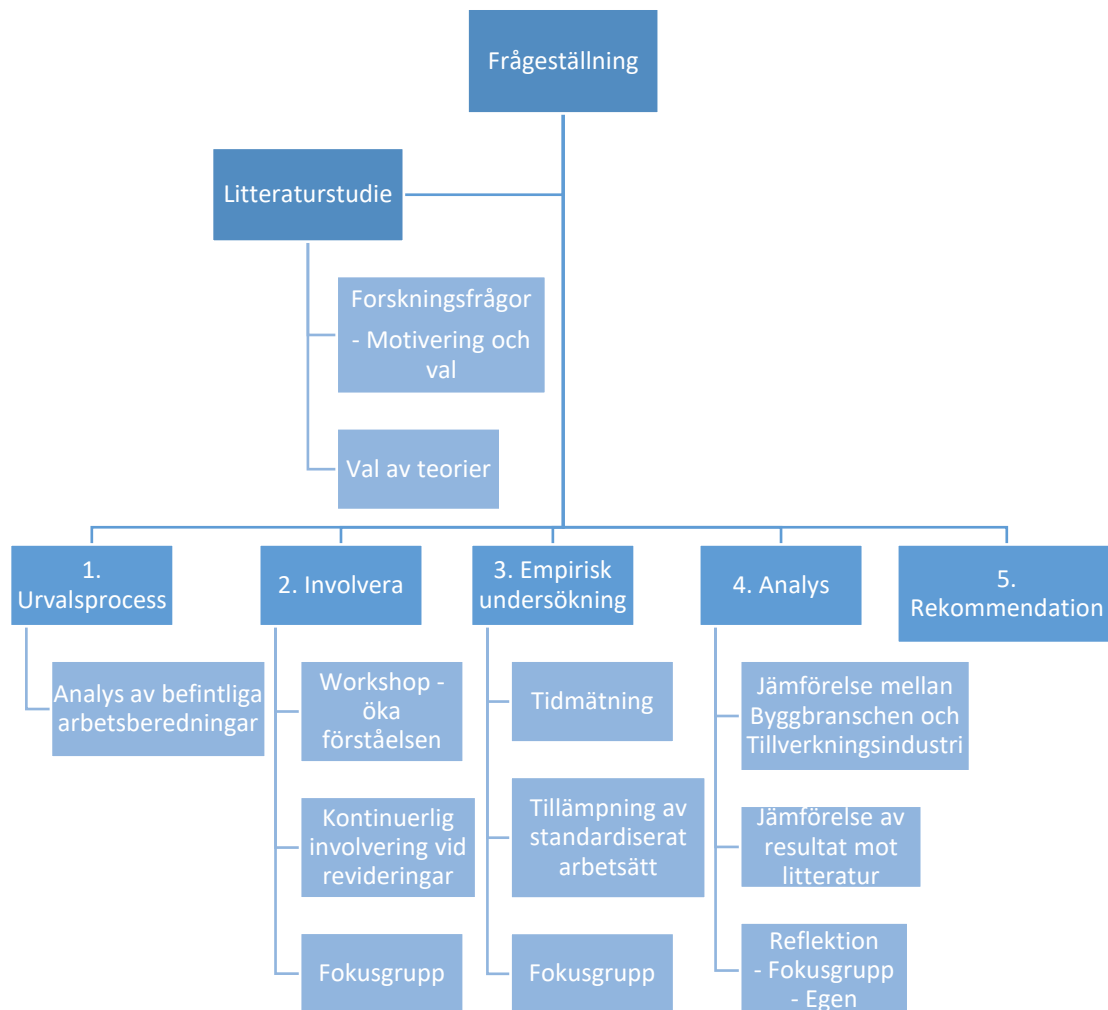 Frågeställning
Litteraturstudie
Forskningsfrågor
- Motivering och
val
Val av teorier
1.
Urvalsprocess
Analys av befintliga
arbetsberedningar
2. Involvera
Workshop -
öka
förståelsen
Kontinuerlig
involvering vid
revideringar
Fokusgrupp
3. Empirisk
undersökning
Tidmätning
Tillämpning av
standardiserat
arbetsätt
Fokusgrupp
4. Analys
Jämförelse mellan
Byggbranschen och
Tillverkningsindustri
Jämförelse av
resultat mot
litteratur
Reflektion
- Fokusgrupp
- Egen
5.
Rekommendation